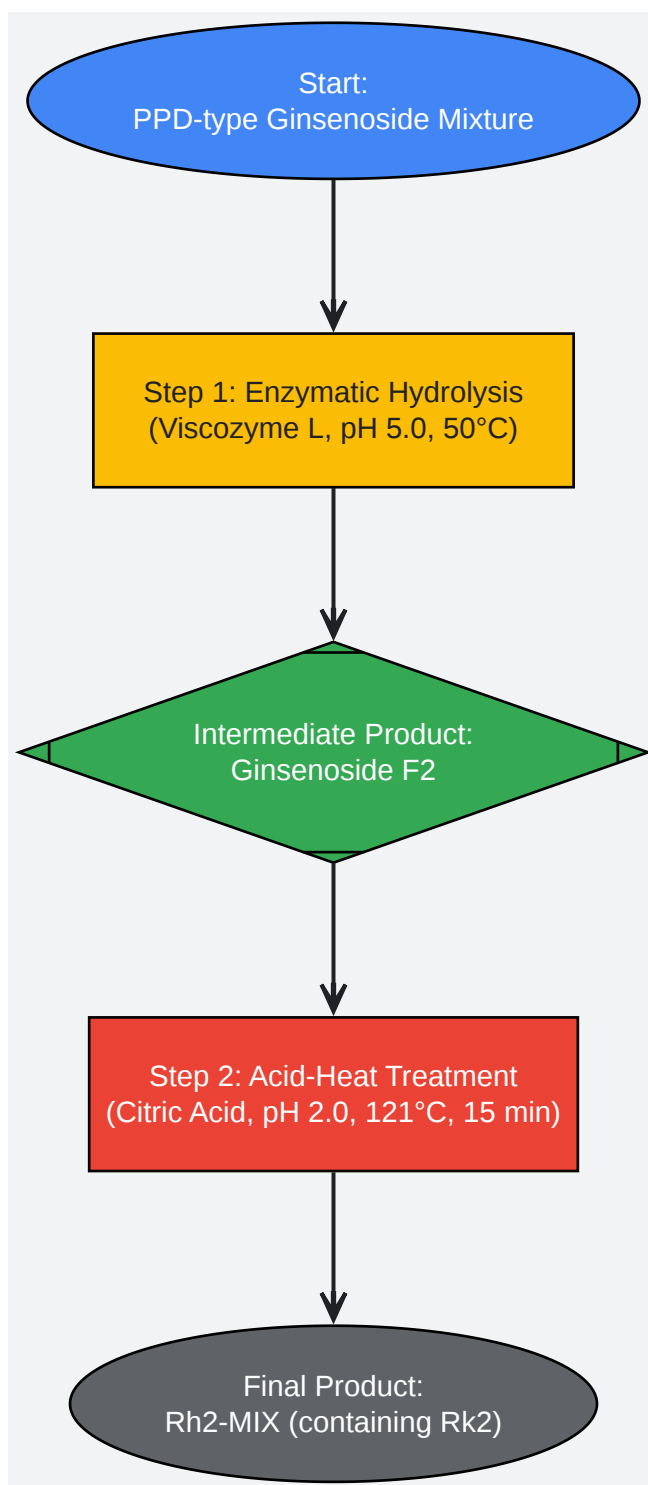 Start:
PPD-type Ginsenoside Mixture
Step 1: Enzymatic Hydrolysis
(Viscozyme L, pH 5.0, 50°C)
Intermediate Product:
Ginsenoside F2
Step 2: Acid-Heat Treatment
(Citric Acid, pH 2.0, 121°C, 15 min)
Final Product:
Rh2-MIX (containing Rk2)